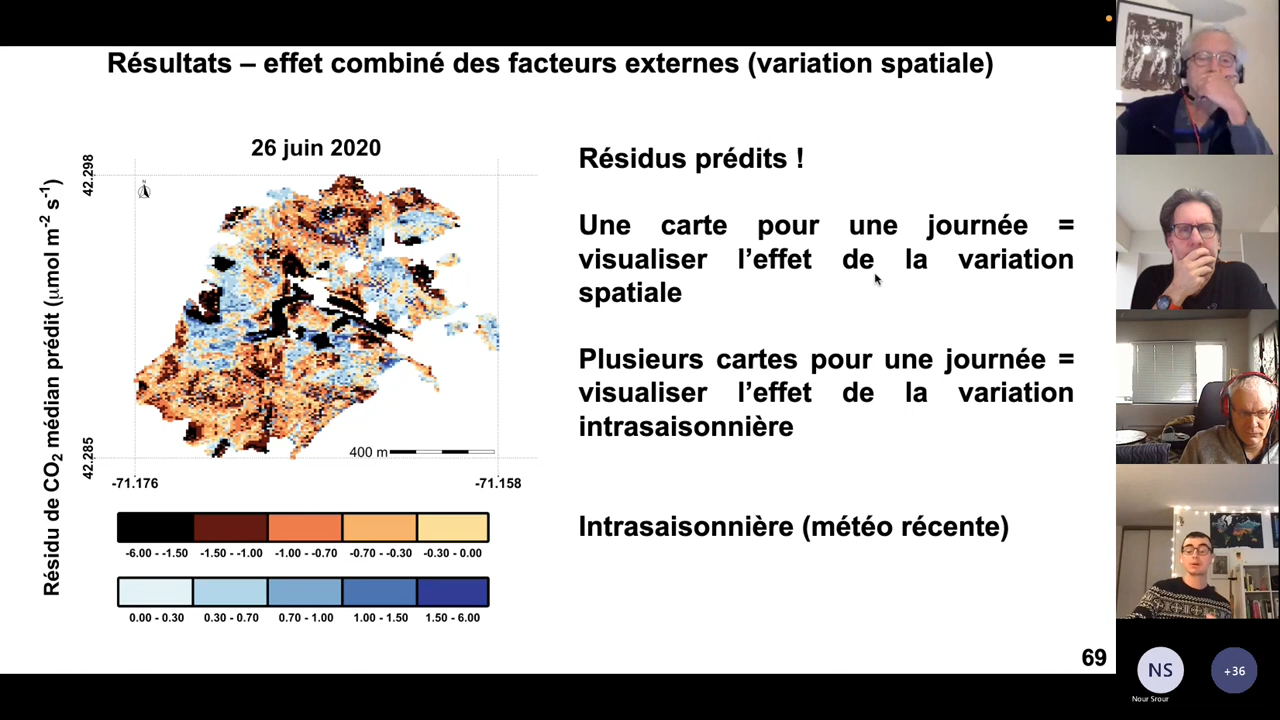 Résultats – effet combiné des facteurs externes (variation spatiale)
26 juin 2020
42.298
N
Résidu de CO2 médian prédit (µmol m-2 s-1)
42.285
400 m
-71.176
-71.158
-6.00 - -1.50
-1.50 - -1.00
-1.00 - -0.70
-0.70 - -0.30
-0.30 - 0.00
0.00 - 0.30
0.30 - 0.70
0.70 - 1.00
1.00 - 1.50
1.50 - 6.00
Résidus prédits !
Une carte pour une journée =
visualiser l’effet de la variation
spatiale
Plusieurs cartes pour une journée =
visualiser l’effet de la variation
intrasaisonnière
Intrasaisonnière (météo récente)
69
NS
Nour Srour
+36